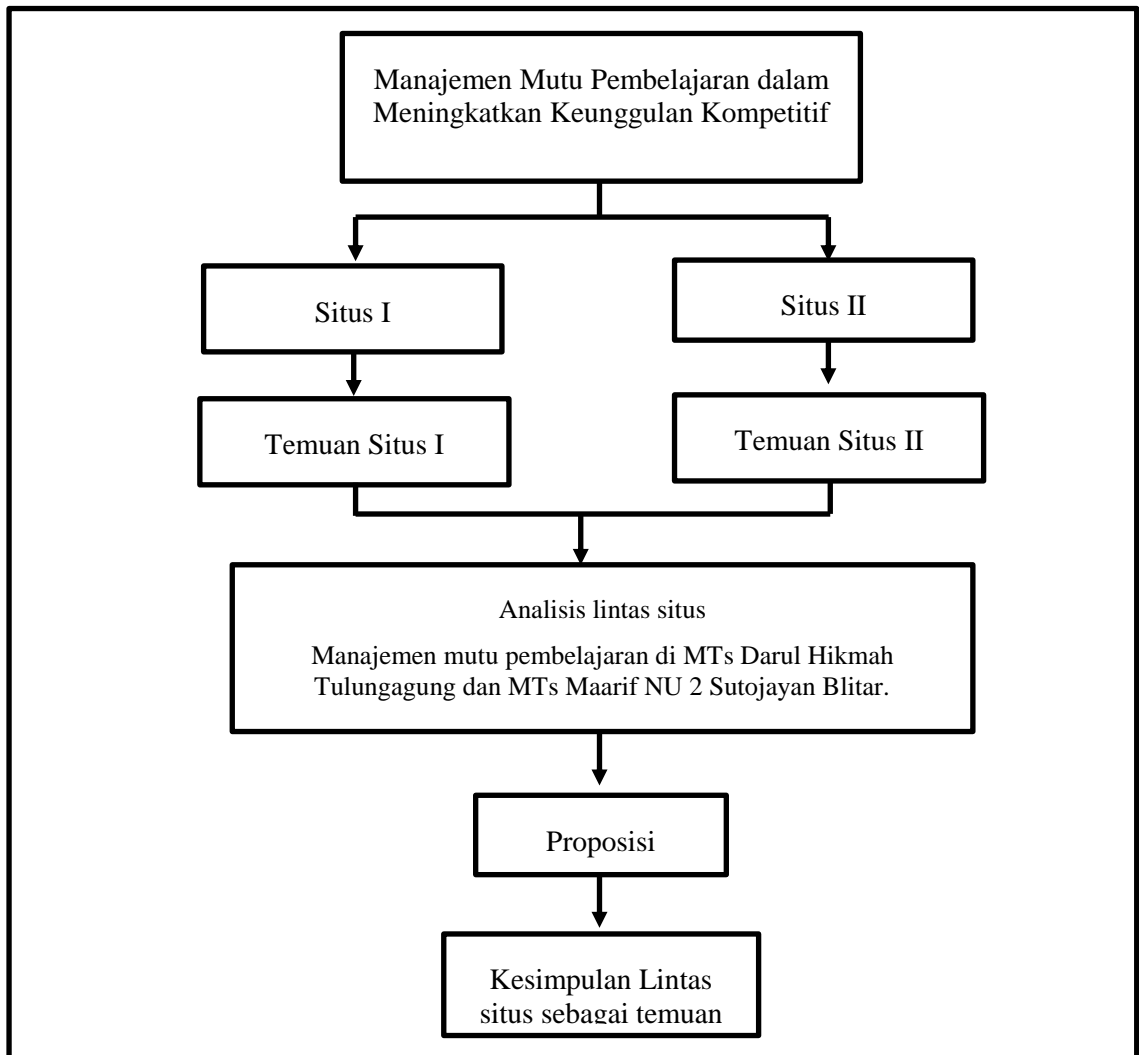 Manajemen Mutu Pembelajaran dalam
Meningkatkan Keunggulan Kompetitif
Situs I
Situs II
Temuan Situs I
Temuan Situs II
Analisis lintas situs
Manajemen mutu pembelajaran di MTs Darul Hikmah
Tulungagung dan MTs Maarif NU 2 Sutojayan Blitar.
Proposisi
Kesimpulan Lintas
situs sebagai temuan